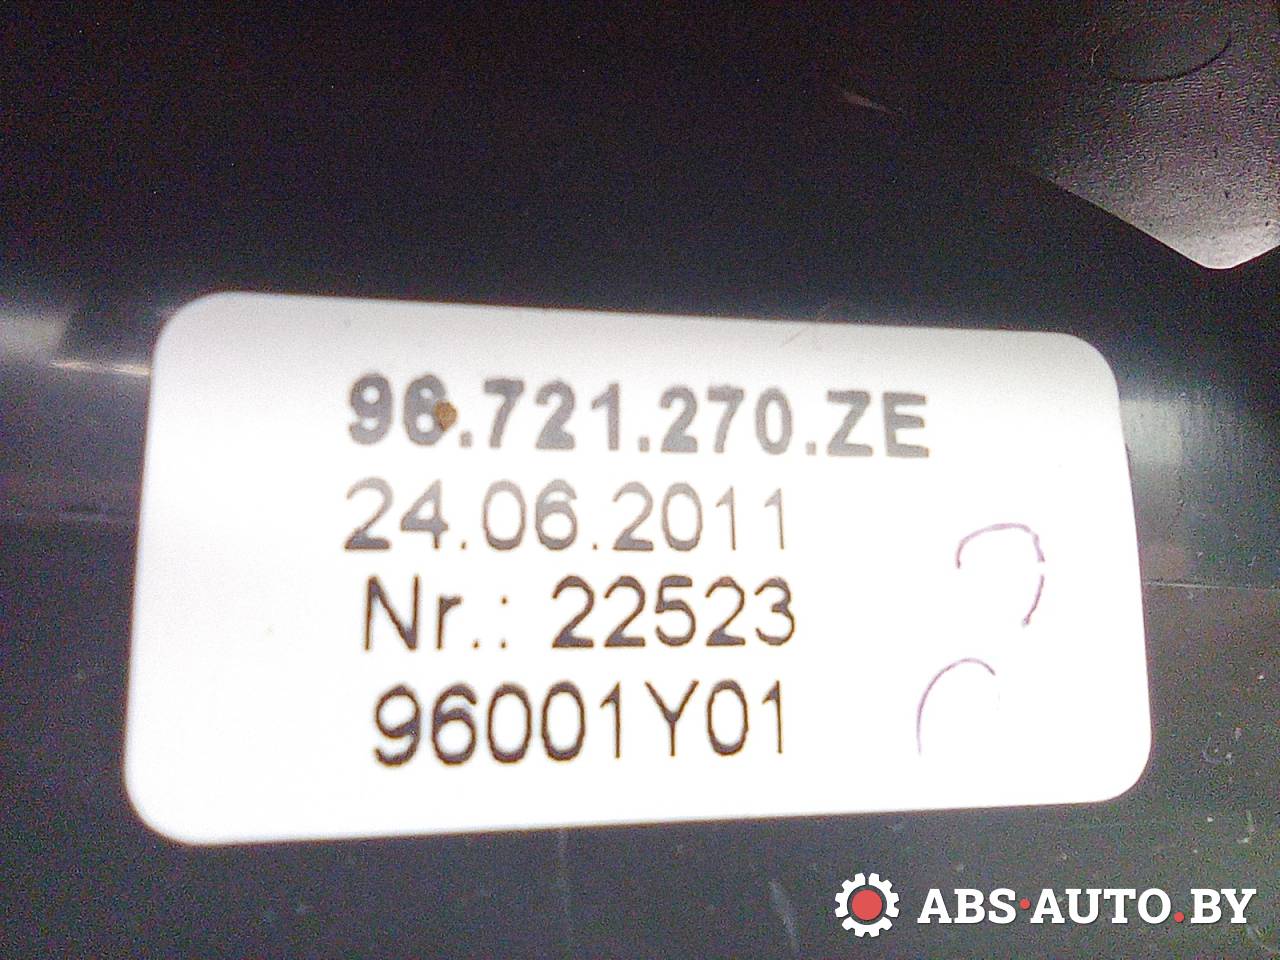 96.721.270.ZE
24.06.2011
Nr.: 22523
96001Y01
ABS·AUTO.BY